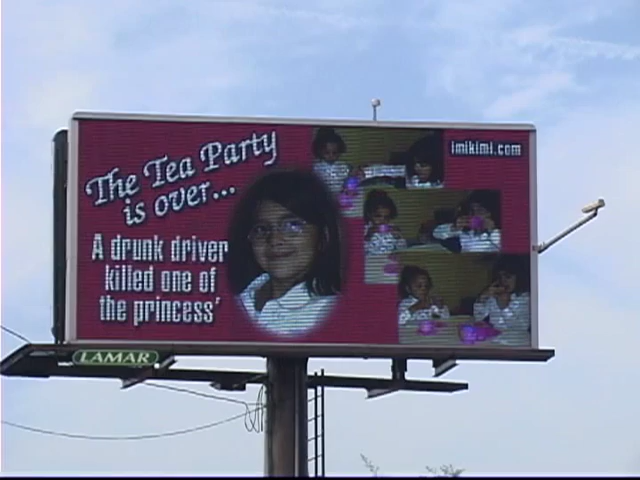 The Tea Party
is over...
A drunk driver
killed one of
the princess'
imikimi.com
LAMAR